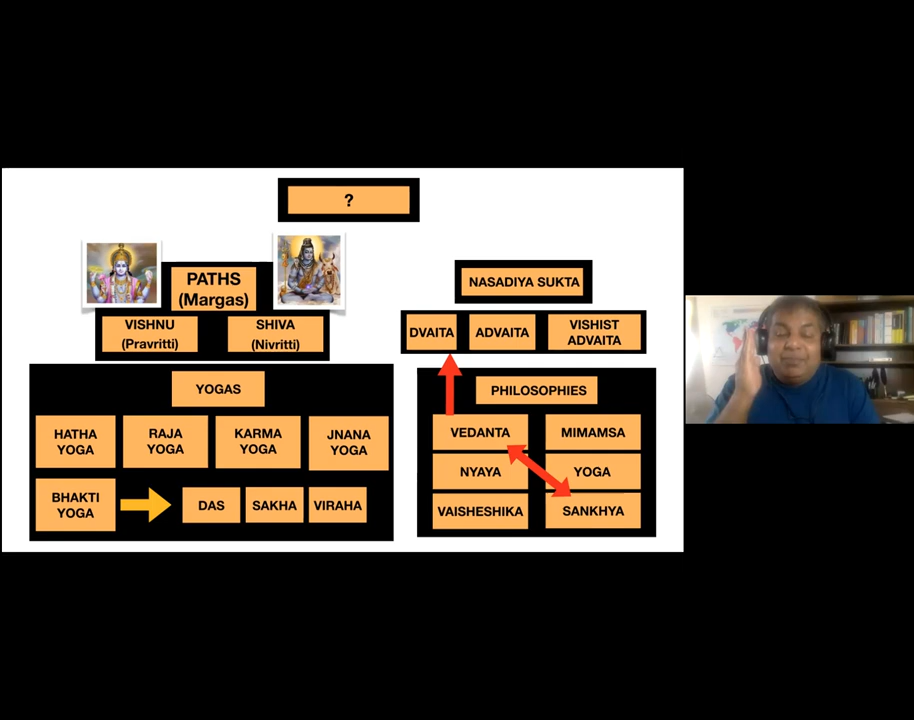 ?
PATHS
(Margas)
VISHNU
(Pravritti)
SHIVA
(Nivritti)
YOGAS
HATHA
YOGA
RAJA
YOGA
KARMA
YOGA
JNANA
YOGA
BHAKTI
YOGA
DAS
SAKHA
VIRAHA
NASADIYA SUKTA
DVAITA
ADVAITA
VISHIST
ADVAITA
PHILOSOPHIES
VEDANTA
MIMAMSA
NYAYA
YOGA
VAISHESHIKA
SANKHYA